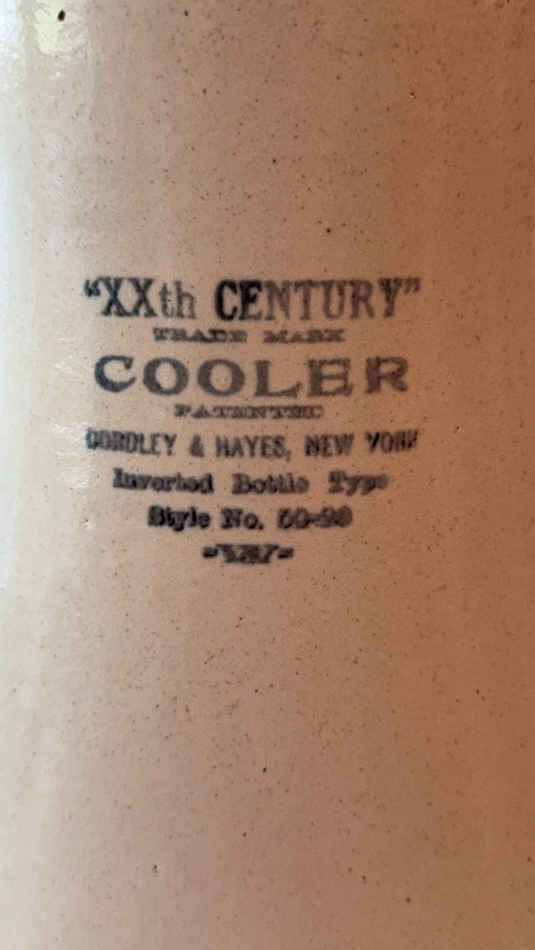 "XXth CENTURY"
TRADE MARK
COOLER
PATENTED
CORDLEY & HAYES, NEW YORK
Inverted Bottle Type
Style No.